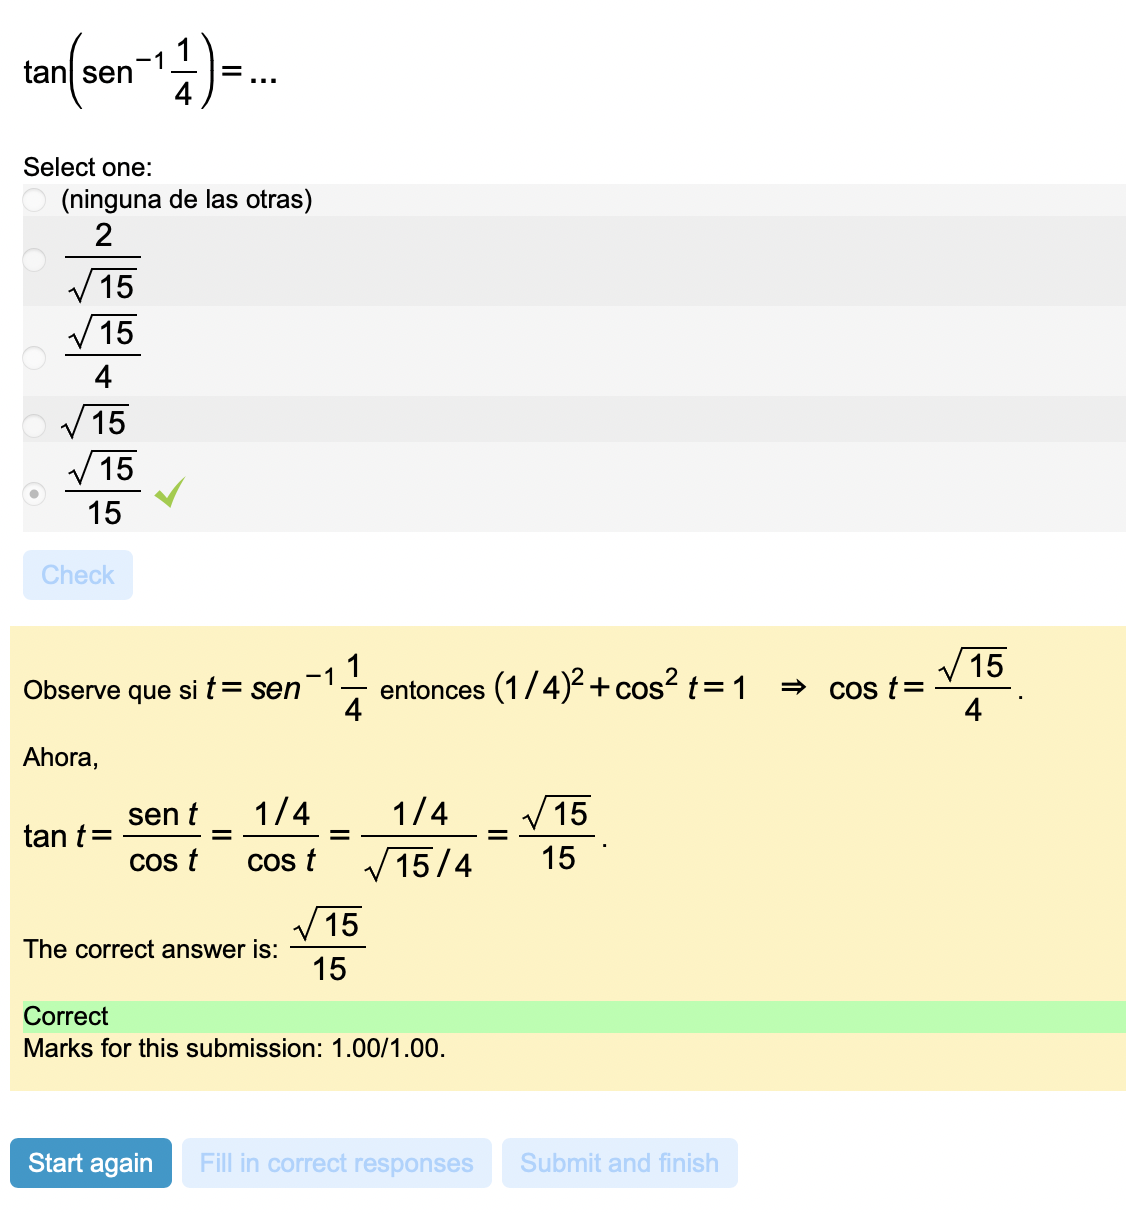 tan(sen⁻¹ 1/4) = ...
Select one:
(ninguna de las otras)
2/√15
√15/4
√15
√15/15
Check
Observe que si t = sen⁻¹ 1/4 entonces (1/4)² + cos² t = 1 ⇒ cos t = √15/4.
Ahora,
tan t = sen t/cos t = 1/4/cos t = 1/4/√15/4 = √15/15.
The correct answer is: √15/15
Correct
Marks for this submission: 1.00/1.00.
Start again Fill in correct responses Submit and finish